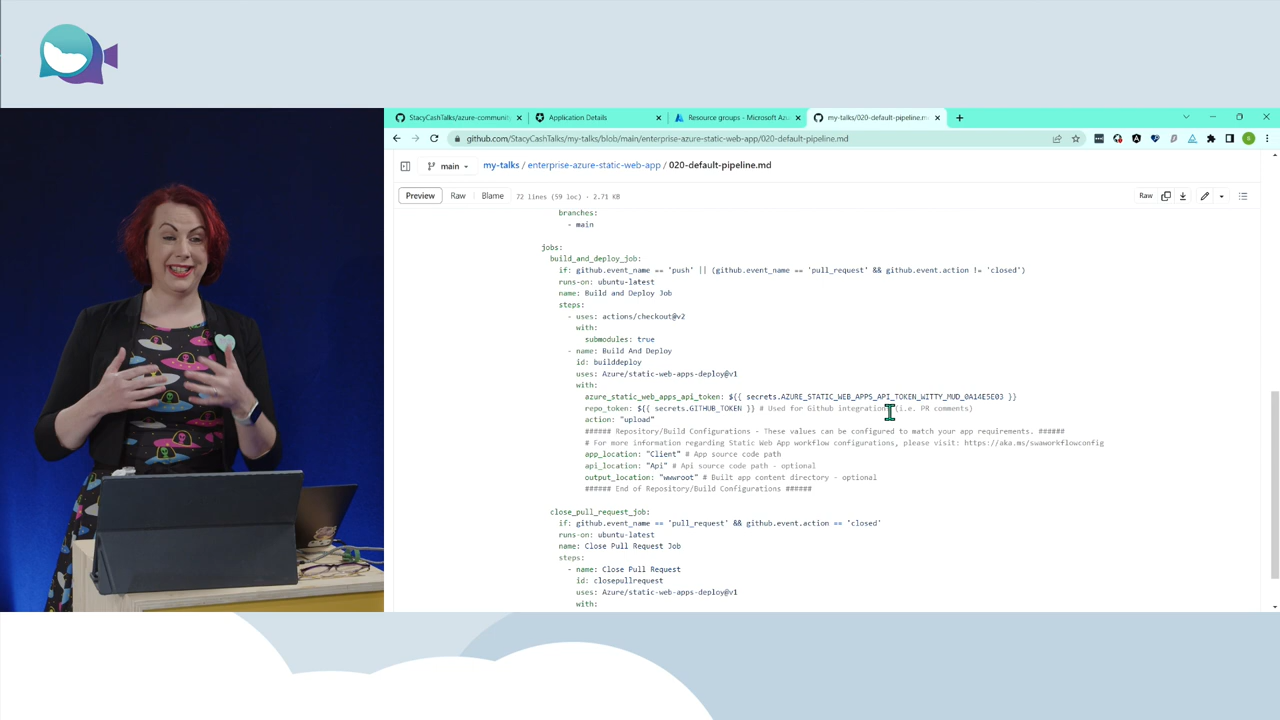 StacyCashTalks/azure-communit
Application Details
Resource groups - Microsoft Azu
my-talks/020-default-pipeline.md
github.com/StacyCashTalks/my-talks/blob/main/enterprise-azure-static-web-app/020-default-pipeline.md
main
my-talks / enterprise-azure-static-web-app / 020-default-pipeline.md
Preview Raw Blame 72 lines (59 loc) · 2.71 KB Raw
branches:
- main
jobs:
build_and_deploy_job:
if: github.event_name == 'push' || (github.event_name == 'pull_request' && github.event.action != 'closed')
runs-on: ubuntu-latest
name: Build and Deploy Job
steps:
- uses: actions/checkout@v2
with:
submodules: true
- name: Build And Deploy
id: builddeploy
uses: Azure/static-web-apps-deploy@v1
with:
azure_static_web_apps_api_token: ${{ secrets.AZURE_STATIC_WEB_APPS_API_TOKEN_WITTY_MUD_0A14E5E03 }}
repo_token: ${{ secrets.GITHUB_TOKEN }} # Used for Github integrations (i.e. PR comments)
action: "upload"
###### Repository/Build Configurations - These values can be configured to match your app requirements. ######
# For more information regarding Static Web App workflow configurations, please visit: https://aka.ms/swaworkflowconfig
app_location: "Client" # App source code path
api_location: "Api" # Api source code path - optional
output_location: "wwwroot" # Built app content directory - optional
###### End of Repository/Build Configurations ######
close_pull_request_job:
if: github.event_name == 'pull_request' && github.event.action == 'closed'
runs-on: ubuntu-latest
name: Close Pull Request Job
steps:
- name: Close Pull Request
id: closepullrequest
uses: Azure/static-web-apps-deploy@v1
with: